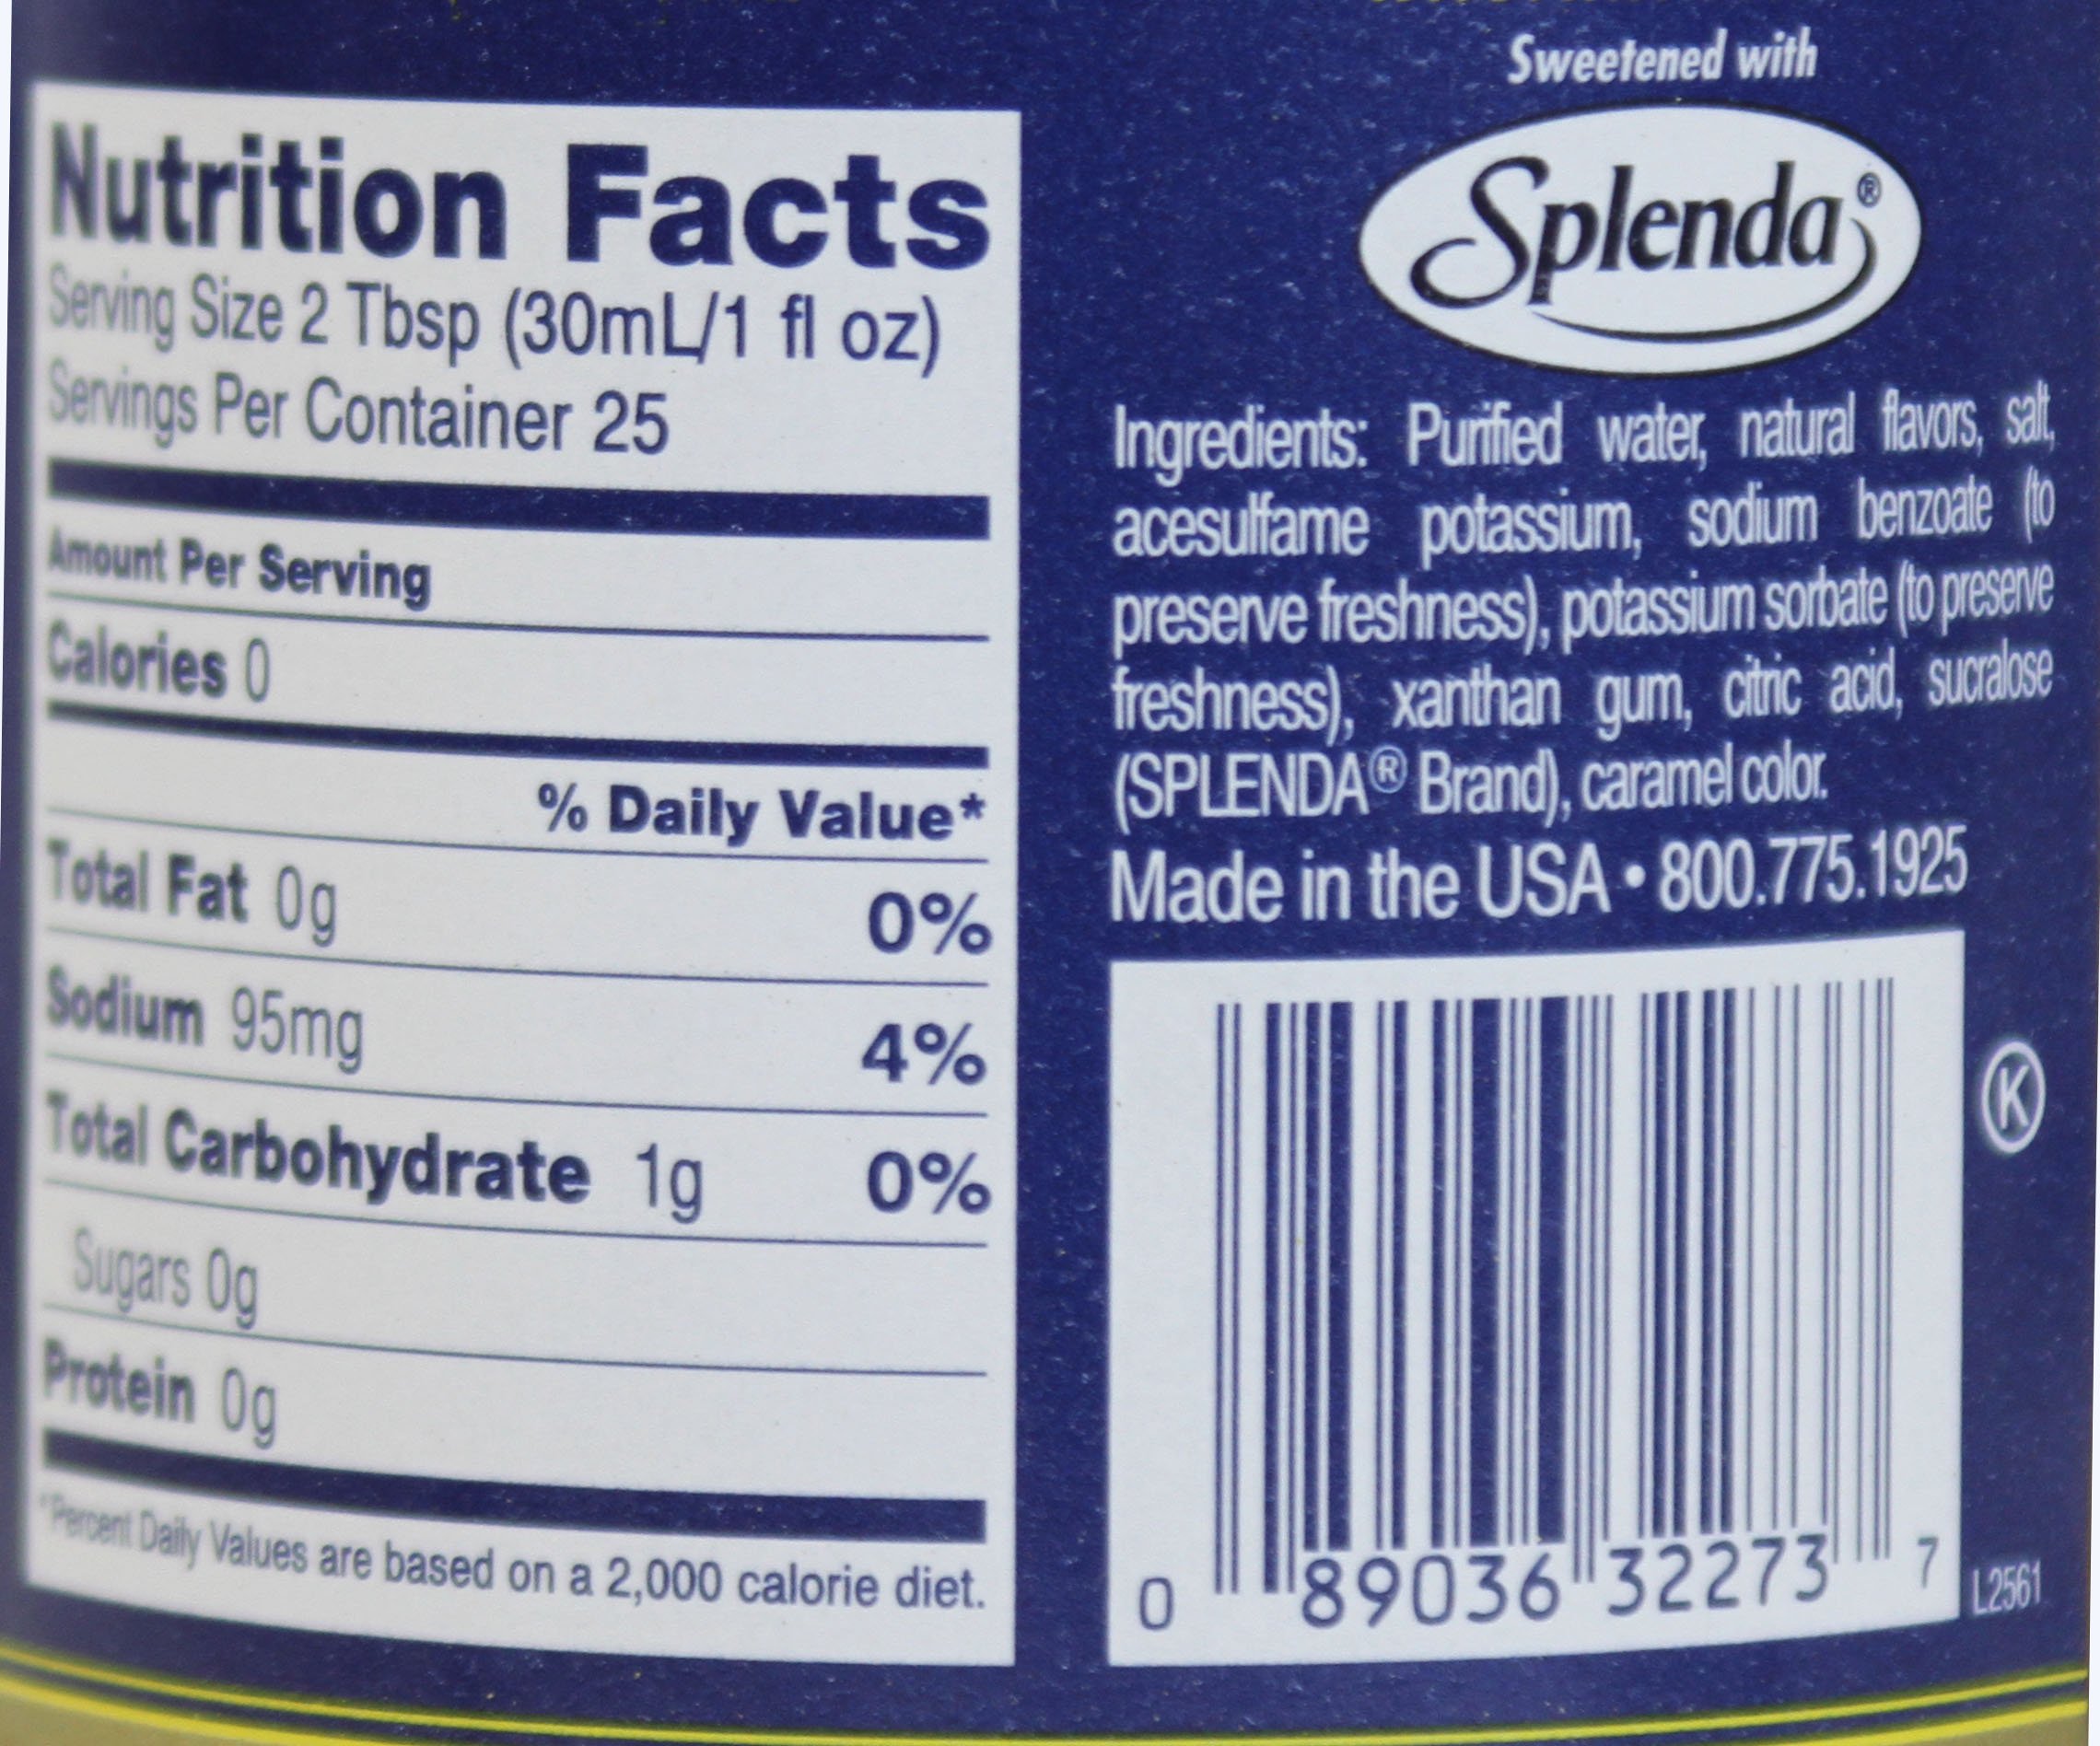 Nutrition Facts
Serving Size 2 Tbsp (30mL/1 fl oz)
Servings Per Container 25
Amount Per Serving
Calories 0
% Daily Value*
Total Fat 0g 0%
Sodium 95mg 4%
Total Carbohydrate 1g 0%
Sugars 0g
Protein 0g
*Percent Daily Values are based on a 2,000 calorie diet.
Sweetened with
Splenda®
Ingredients: Purified water, natural flavors, salt,
acesulfame potassium, sodium benzoate (to
preserve freshness), potassium sorbate (to preserve
freshness), xanthan gum, citric acid, sucralose
(SPLENDA® Brand), caramel color.
Made in the USA • 800.775.1925
K
0 89036 32273 7
L2561